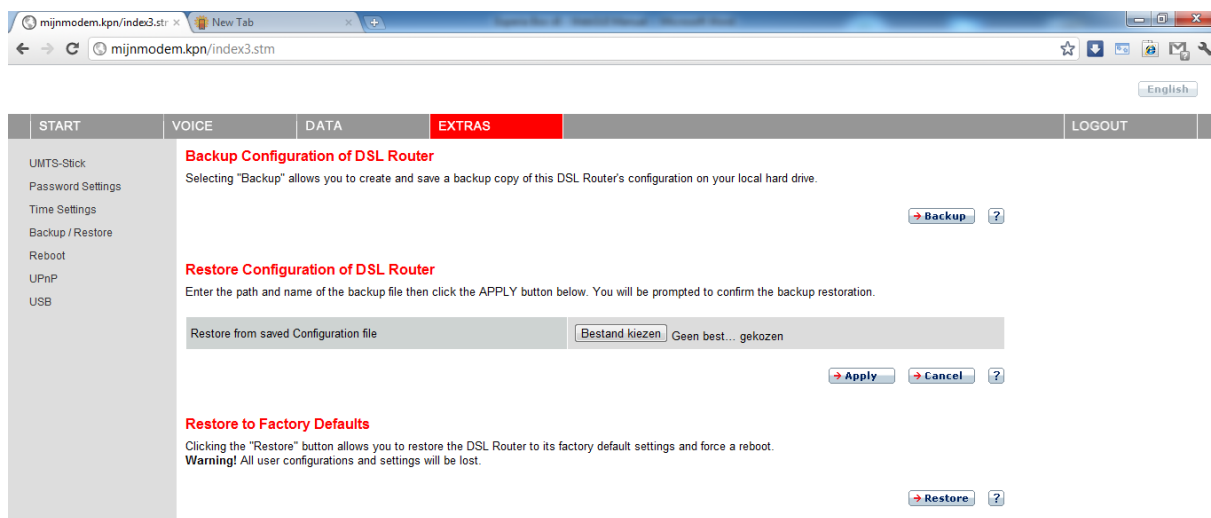 mijnmodem.kpn/index3.str
New Tab
mijnmodem.kpn/index3.stm
English
START
VOICE
DATA
EXTRAS
LOGOUT
UMTS-Stick
Password Settings
Time Settings
Backup / Restore
Reboot
UPnP
USB
Backup Configuration of DSL Router
Selecting "Backup" allows you to create and save a backup copy of this DSL Router's configuration on your local hard drive.
Backup ?
Restore Configuration of DSL Router
Enter the path and name of the backup file then click the APPLY button below. You will be prompted to confirm the backup restoration.
Restore from saved Configuration file
Bestand kiezen Geen best... gekozen
Apply Cancel ?
Restore to Factory Defaults
Clicking the "Restore" button allows you to restore the DSL Router to its factory default settings and force a reboot.
Warning! All user configurations and settings will be lost.
Restore ?